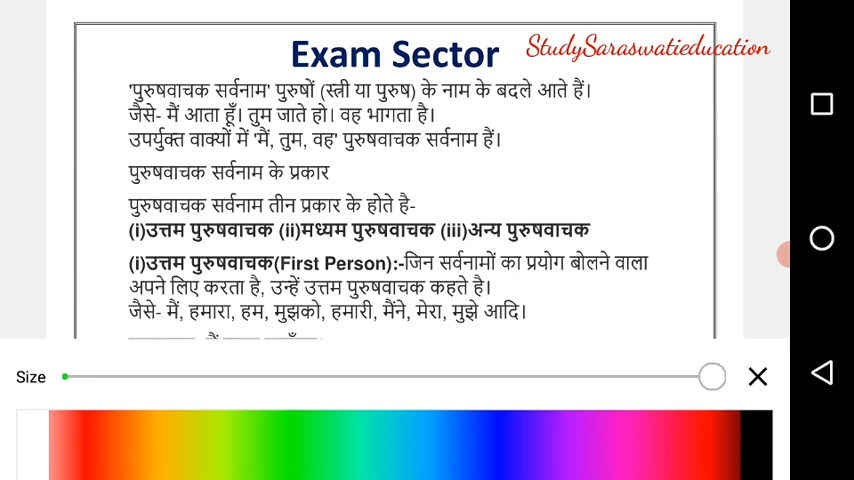 Exam Sector
StudySaraswatieducation
'पुरुषवाचक सर्वनाम' पुरुषों (स्त्री या पुरुष) के नाम के बदले आते हैं।
जैसे- मैं आता हूँ। तुम जाते हो। वह भागता है।
उपर्युक्त वाक्यों में 'मैं, तुम, वह' पुरुषवाचक सर्वनाम हैं।
पुरुषवाचक सर्वनाम के प्रकार
पुरुषवाचक सर्वनाम तीन प्रकार के होते है-
(i)उत्तम पुरुषवाचक (ii)मध्यम पुरुषवाचक (iii)अन्य पुरुषवाचक
(i)उत्तम पुरुषवाचक(First Person):-जिन सर्वनामों का प्रयोग बोलने वाला
अपने लिए करता है, उन्हें उत्तम पुरुषवाचक कहते है।
जैसे- मैं, हमारा, हम, मुझको, हमारी, मैंने, मेरा, मुझे आदि।
Size